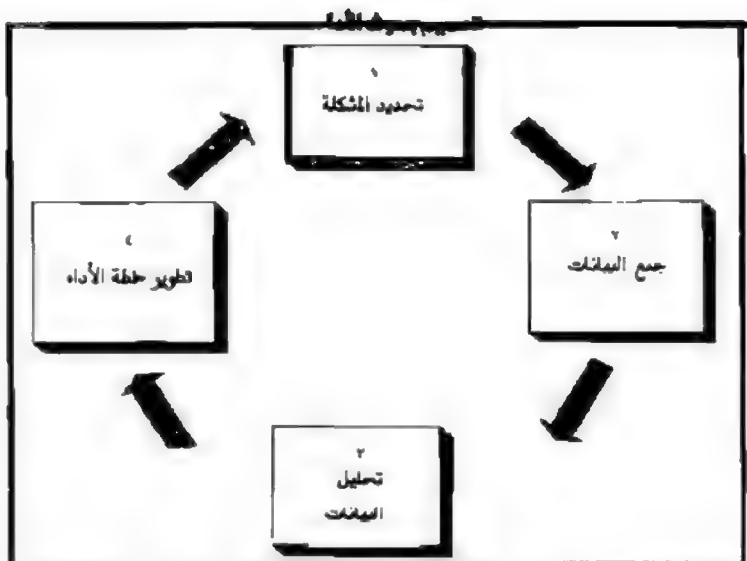 ١
تحديد المشكلة
٢
جمع البيانات
٣
تحليل
البيانات
٤
تطوير خطة الأداء